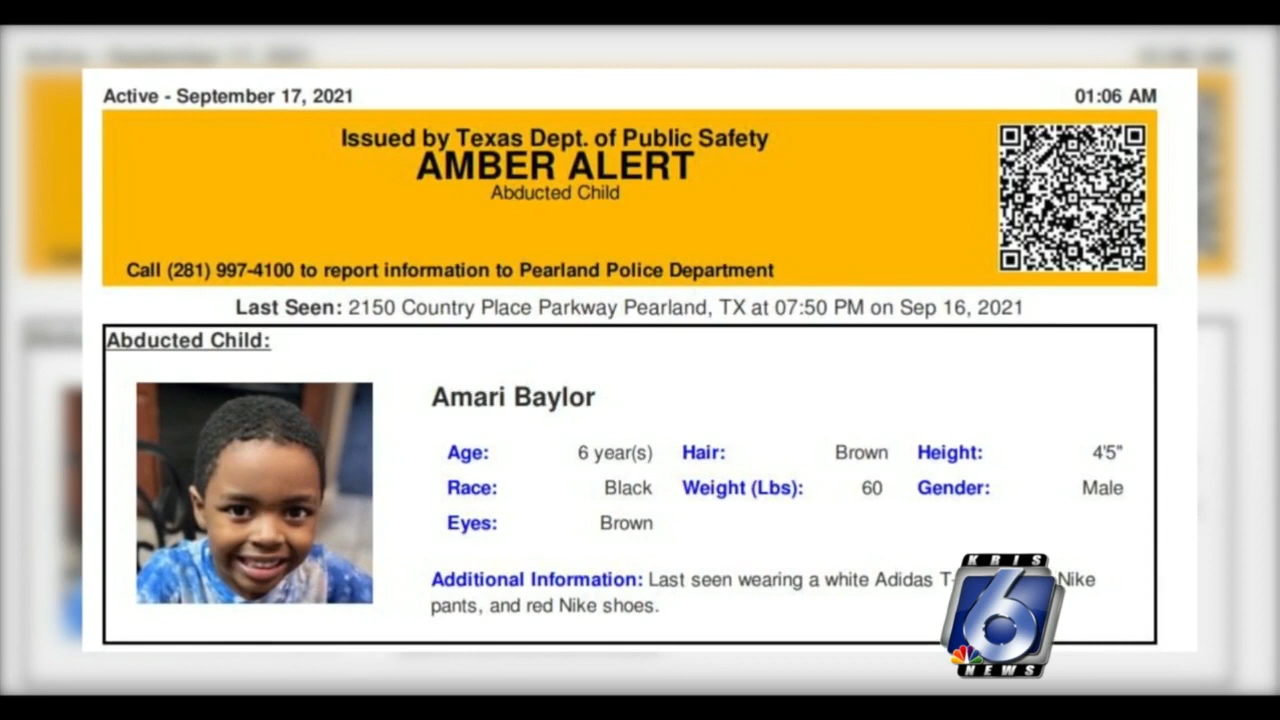 Active - September 17, 2021 01:06 AM
Issued by Texas Dept. of Public Safety
AMBER ALERT
Abducted Child
Call (281) 997-4100 to report information to Pearland Police Department
Last Seen: 2150 Country Place Parkway Pearland, TX at 07:50 PM on Sep 16, 2021
Abducted Child:
Amari Baylor
Age: 6 year(s) Hair: Brown Height: 4'5"
Race: Black Weight (Lbs): 60 Gender: Male
Eyes: Brown
Additional Information: Last seen wearing a white Adidas Nike
pants, and red Nike shoes.
KRIS
6
NEWS